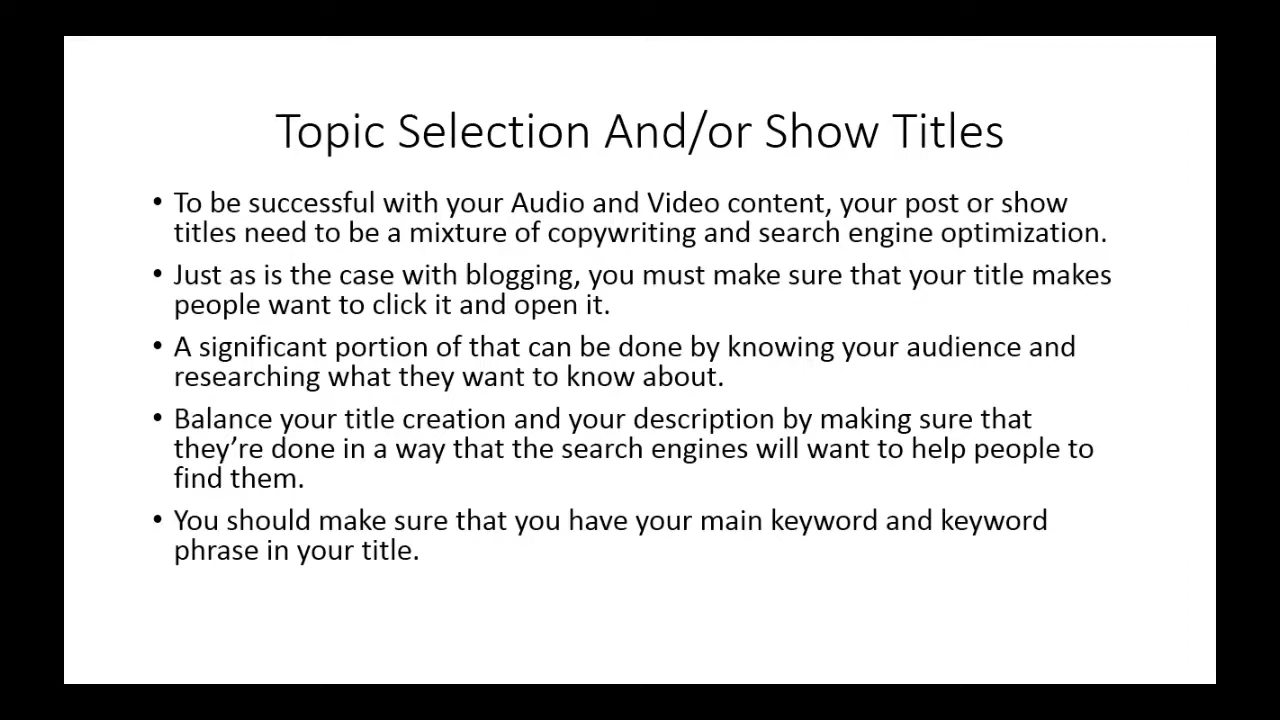 Topic Selection And/or Show Titles
• To be successful with your Audio and Video content, your post or show
titles need to be a mixture of copywriting and search engine optimization.
• Just as is the case with blogging, you must make sure that your title makes
people want to click it and open it.
• A significant portion of that can be done by knowing your audience and
researching what they want to know about.
• Balance your title creation and your description by making sure that
they’re done in a way that the search engines will want to help people to
find them.
• You should make sure that you have your main keyword and keyword
phrase in your title.